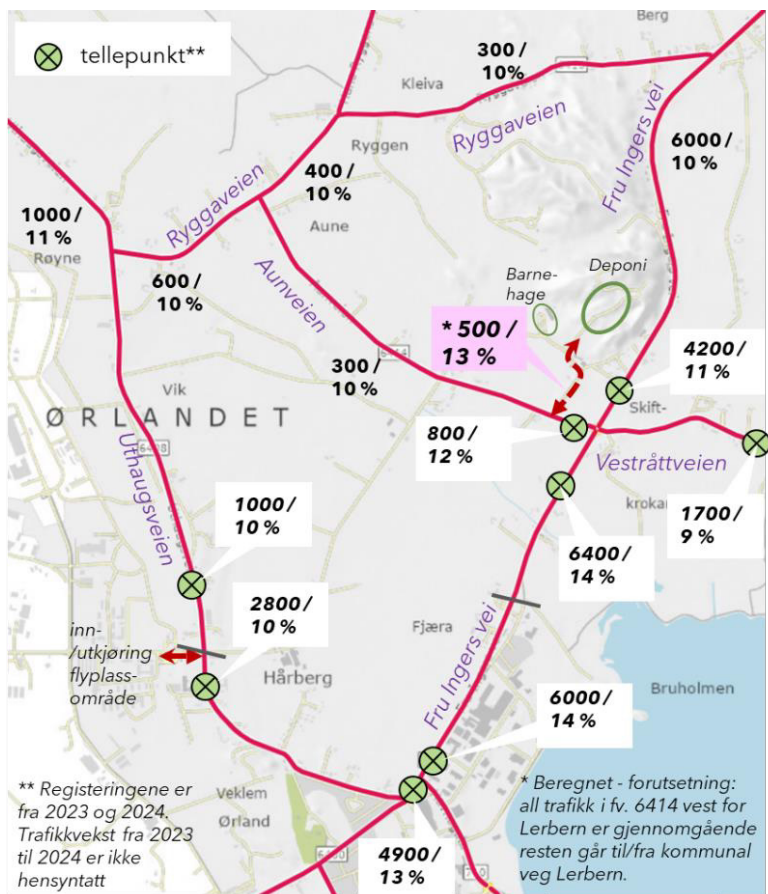 tellepunkt**
Berg
300 /
10%
Kleiva
Ryggaveien
Fru Ingers vei
6000 /
10 %
Ryggen
400 /
10 %
Ryggaveien
Aune
1000 /
11 %
Røyne
600 /
10 %
Aunveien
Barne-
hage
Deponi
* 500 /
13 %
300 /
10%
4200 /
11 %
Vik
ØRLANDET
Skift-
800 /
12 %
Vestråttveien
Uthaugsveien
krokan
1700 /
9 %
1000 /
10 %
6400 /
14 %
2800 /
10 %
Fjæra
inn-
/utkjøring
flyplass-
område
Hårberg
Fru Ingers vei
Bruholmen
6000 /
14 %
** Registeringene er
fra 2023 og 2024.
Trafikkvekst fra 2023
til 2024 er ikke
hensyntatt
Veklem
Ørland
* Beregnet - forutsetning:
all trafikk i fv. 6414 vest for
Lerbern er gjennomgående
resten går til/fra kommunal
veg Lerbern.
4900 /
13 %
710